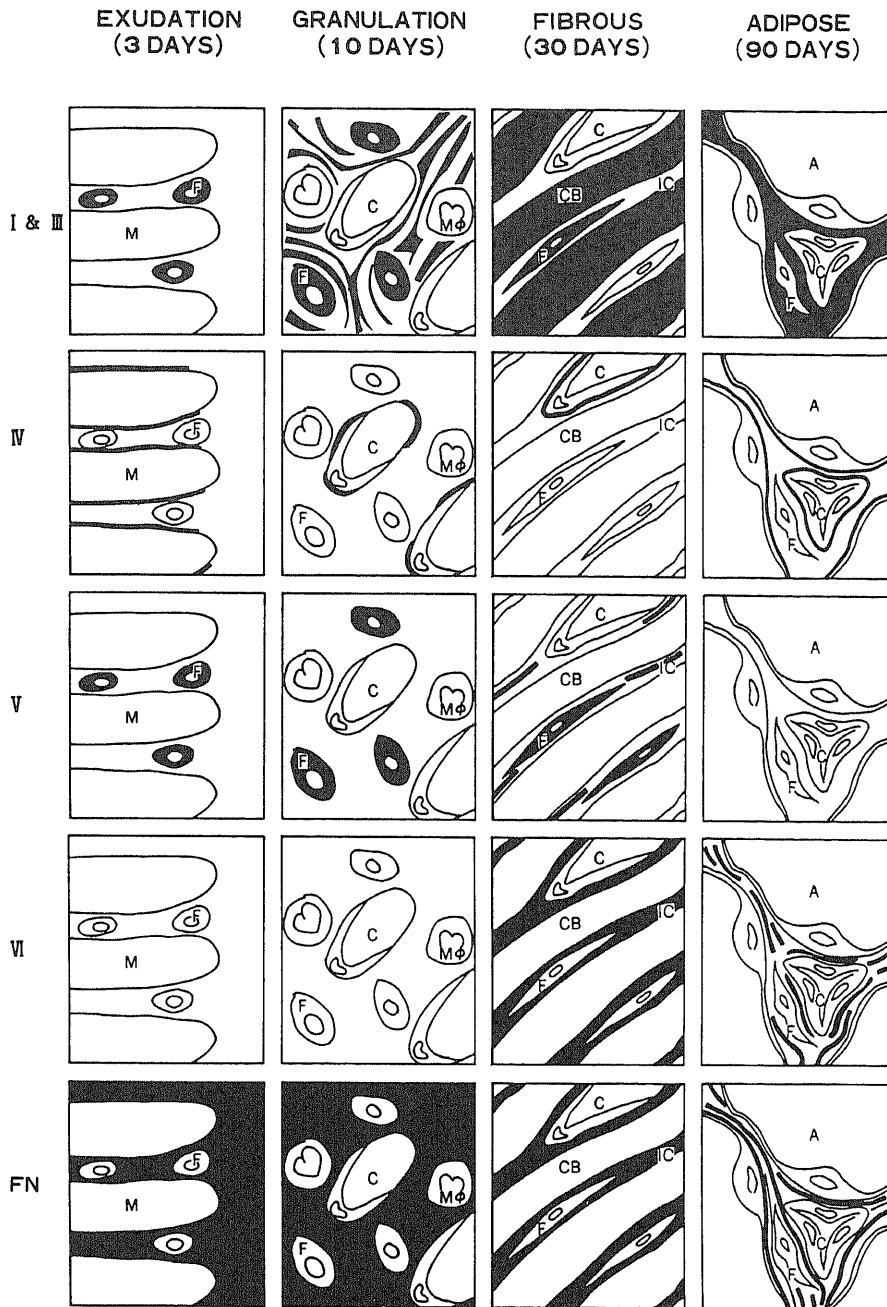 EXUDATION GRANULATION FIBROUS ADIPOSE
(3 DAYS) (10 DAYS) (30 DAYS) (90 DAYS)
F C C A
I & III CB IC
M MΦ
F F C
F
C A
IV F CB IC
M C MΦ
F F C
F
C A
V F CB IC
M C MΦ
F F C
F
C A
VI F CB IC
M C MΦ
F F C
F
C A
FN F CB IC
M C MΦ
F F C
F